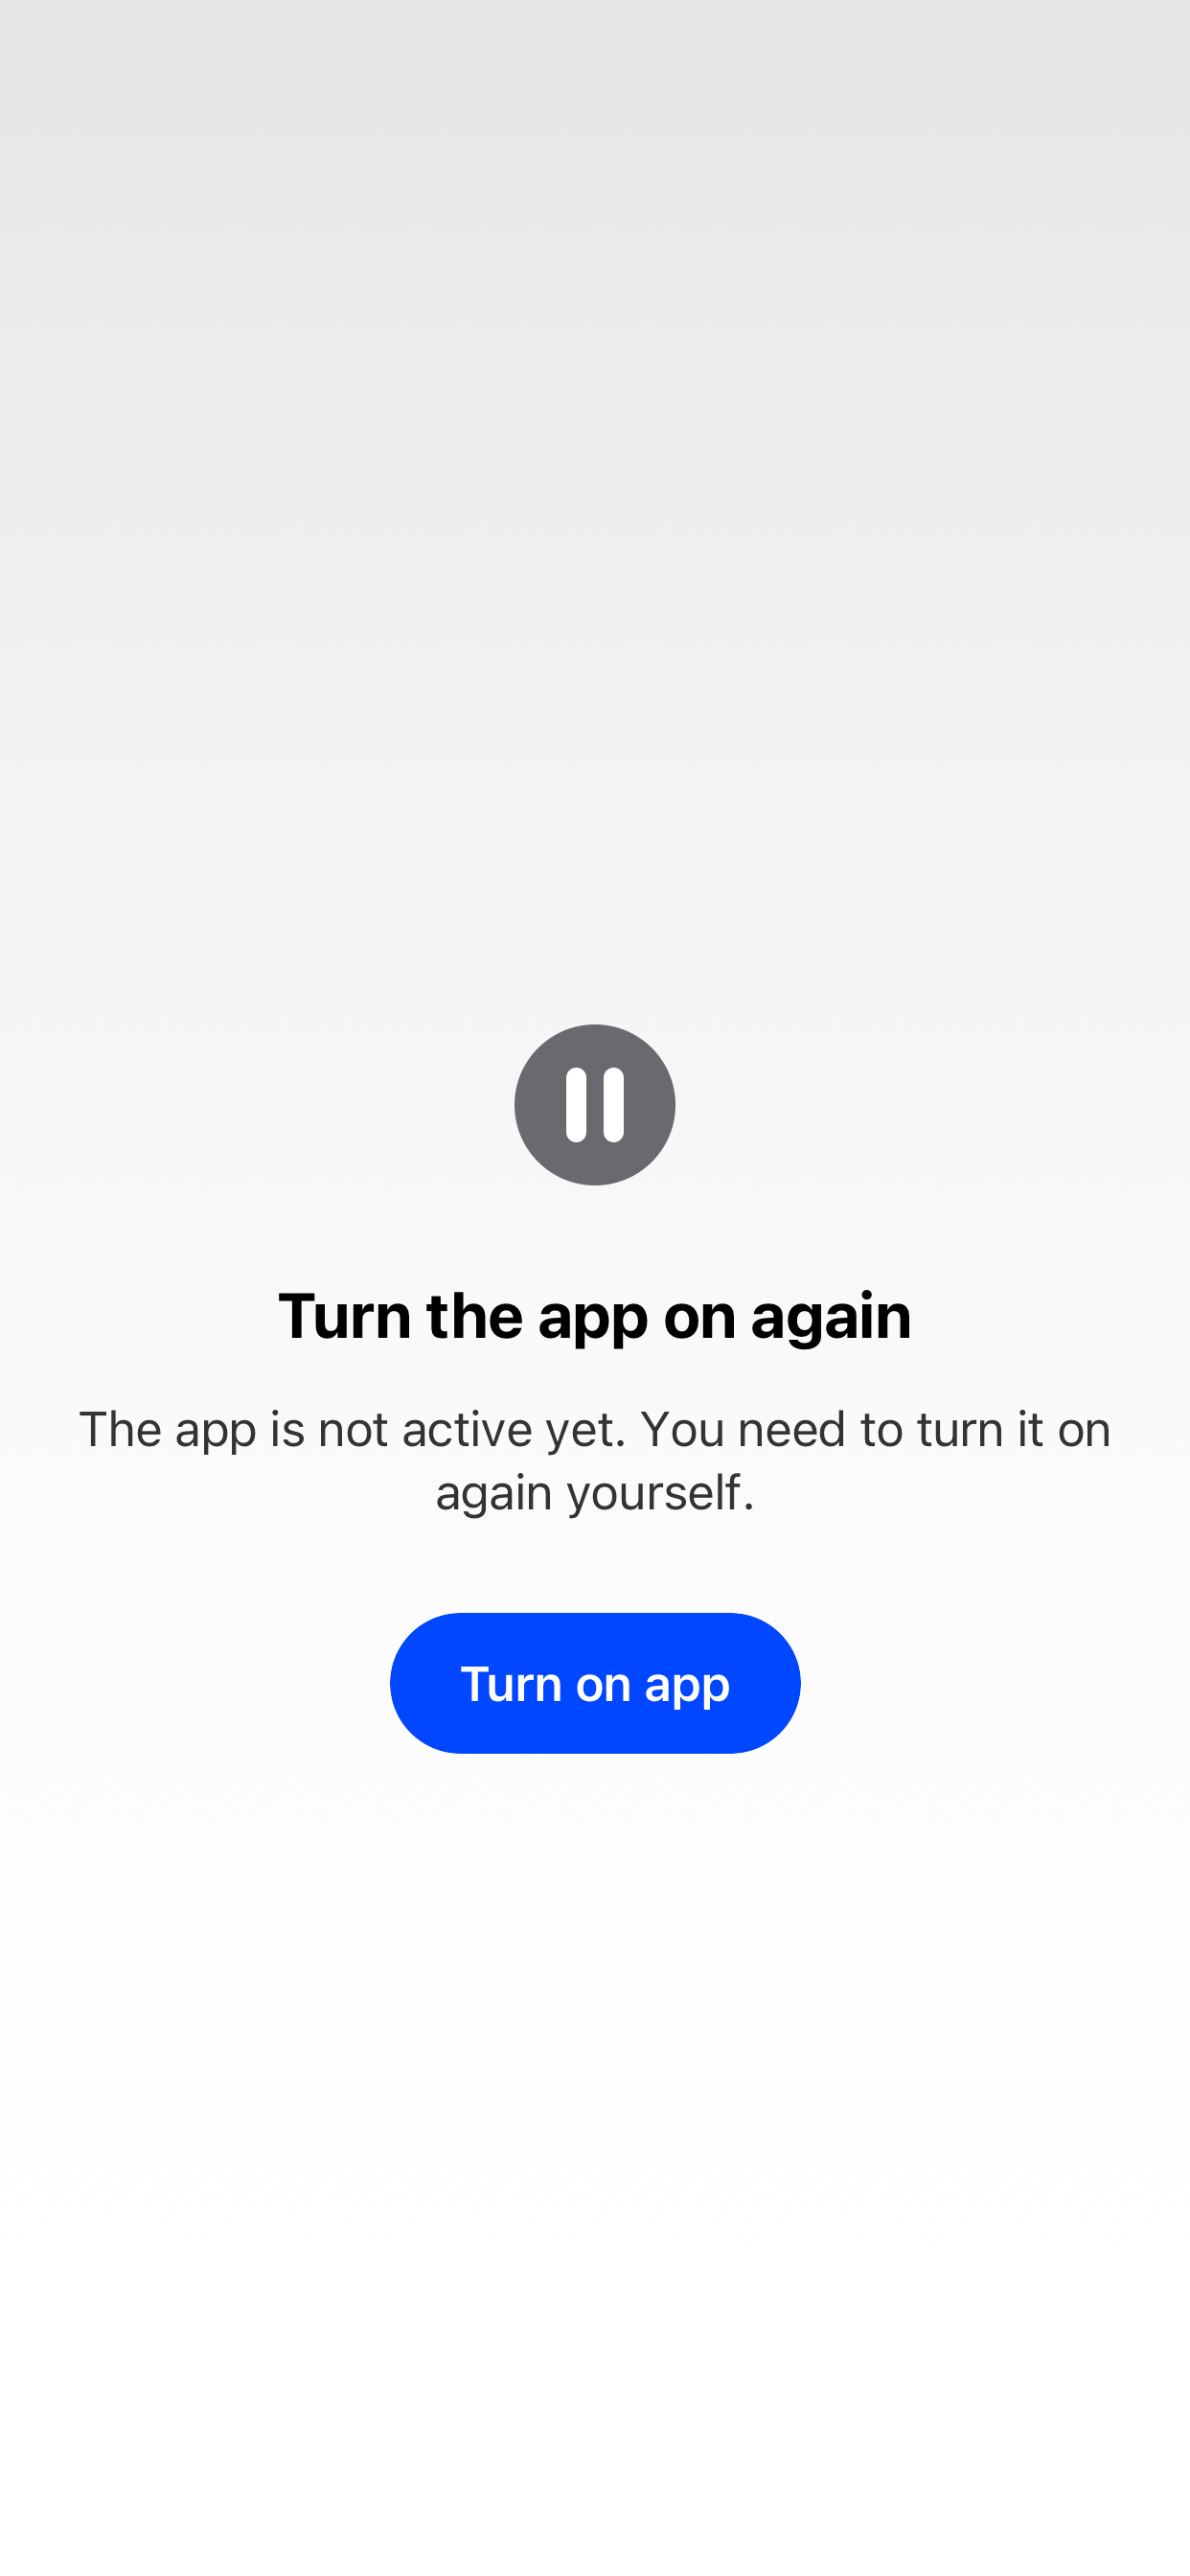 Turn the app on again
The app is not active yet. You need to turn it on
again yourself.
Turn on app